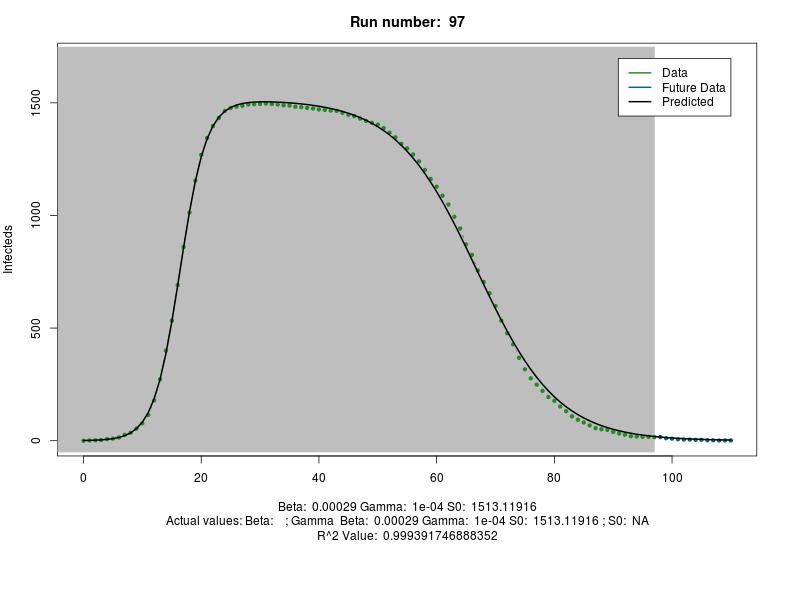 Run number: 97
Data
Future Data
Predicted
Infecteds
1500
1000
500
0
0 20 40 60 80 100
Beta: 0.00029 Gamma: 1e-04 S0: 1513.11916
Actual values: Beta: ; Gamma Beta: 0.00029 Gamma: 1e-04 S0: 1513.11916 ; S0: NA
R^2 Value: 0.999391746888352